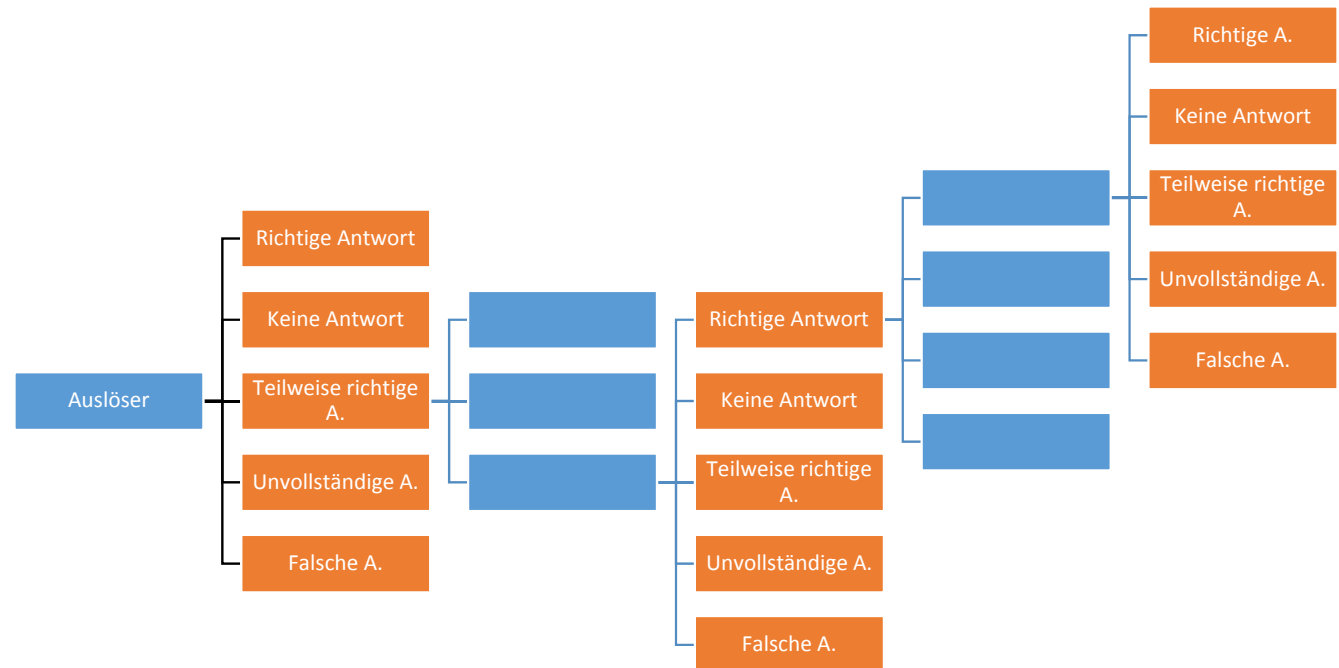 Auslöser
Richtige Antwort
Keine Antwort
Teilweise richtige
A.
Unvollständige A.
Falsche A.
Richtige Antwort
Keine Antwort
Teilweise richtige
A.
Unvollständige A.
Falsche A.
Richtige A.
Keine Antwort
Teilweise richtige
A.
Unvollständige A.
Falsche A.